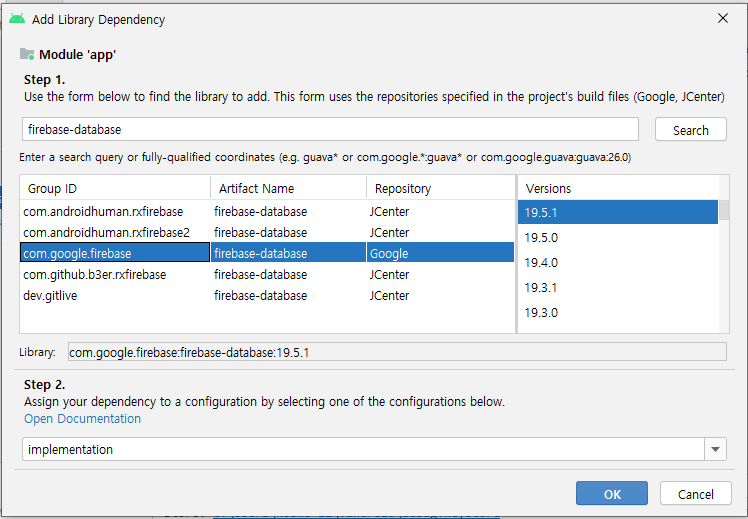 Add Library Dependency
Module 'app'
Step 1.
Use the form below to find the library to add. This form uses the repositories specified in the project's build files (Google, JCenter)
firebase-database
Search
Enter a search query or fully-qualified coordinates (e.g. guava* or com.google.*:guava* or com.google.guava:guava:26.0)
Group ID Artifact Name Repository Versions
com.androidhuman.rxfirebase firebase-database JCenter 19.5.1
com.androidhuman.rxfirebase2 firebase-database JCenter 19.5.0
com.google.firebase firebase-database Google 19.4.0
com.github.b3er.rxfirebase firebase-database JCenter 19.3.1
dev.gitlive firebase-database JCenter 19.3.0
Library: com.google.firebase:firebase-database:19.5.1
Step 2.
Assign your dependency to a configuration by selecting one of the configurations below.
Open Documentation
implementation
OK Cancel